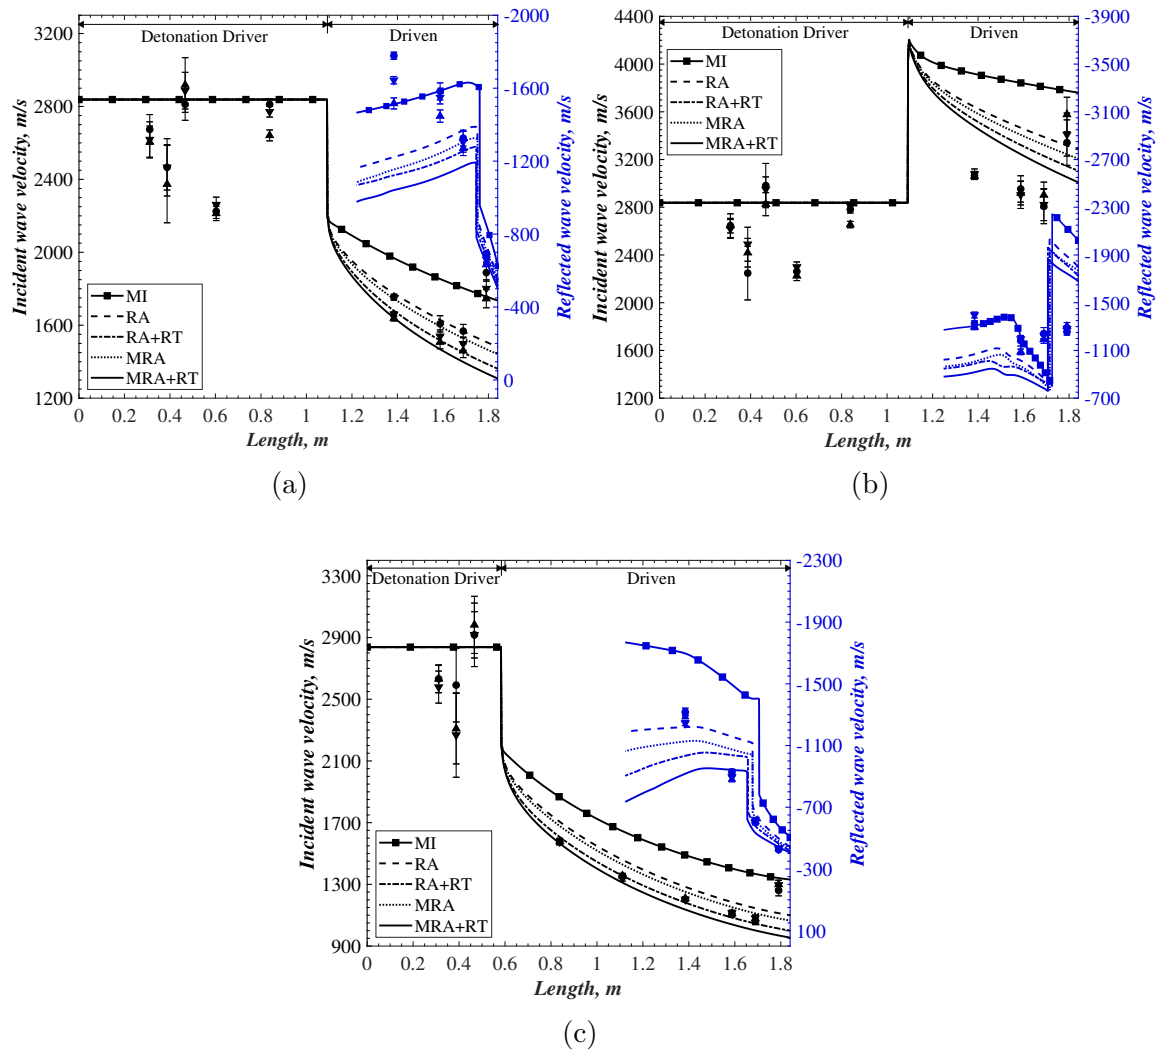 Detonation Driver
Driven
3200
2800
2400
2000
1600
1200
Incident wave velocity, m/s
-2000
-1600
-1200
-800
-400
0
Reflected wave velocity, m/s
MI
RA
RA+RT
MRA
MRA+RT
0 0.2 0.4 0.6 0.8 1 1.2 1.4 1.6 1.8
Length, m
(a)
Detonation Driver
Driven
4400
4000
3600
3200
2800
2400
2000
1600
1200
Incident wave velocity, m/s
-3900
-3500
-3100
-2700
-2300
-1900
-1500
-1100
-700
Reflected wave velocity, m/s
MI
RA
RA+RT
MRA
MRA+RT
0 0.2 0.4 0.6 0.8 1 1.2 1.4 1.6 1.8
Length, m
(b)
Detonation Driver
Driven
3300
2900
2500
2100
1700
1300
900
Incident wave velocity, m/s
-2300
-1900
-1500
-1100
-700
-300
100
Reflected wave velocity, m/s
MI
RA
RA+RT
MRA
MRA+RT
0 0.2 0.4 0.6 0.8 1 1.2 1.4 1.6 1.8
Length, m
(c)